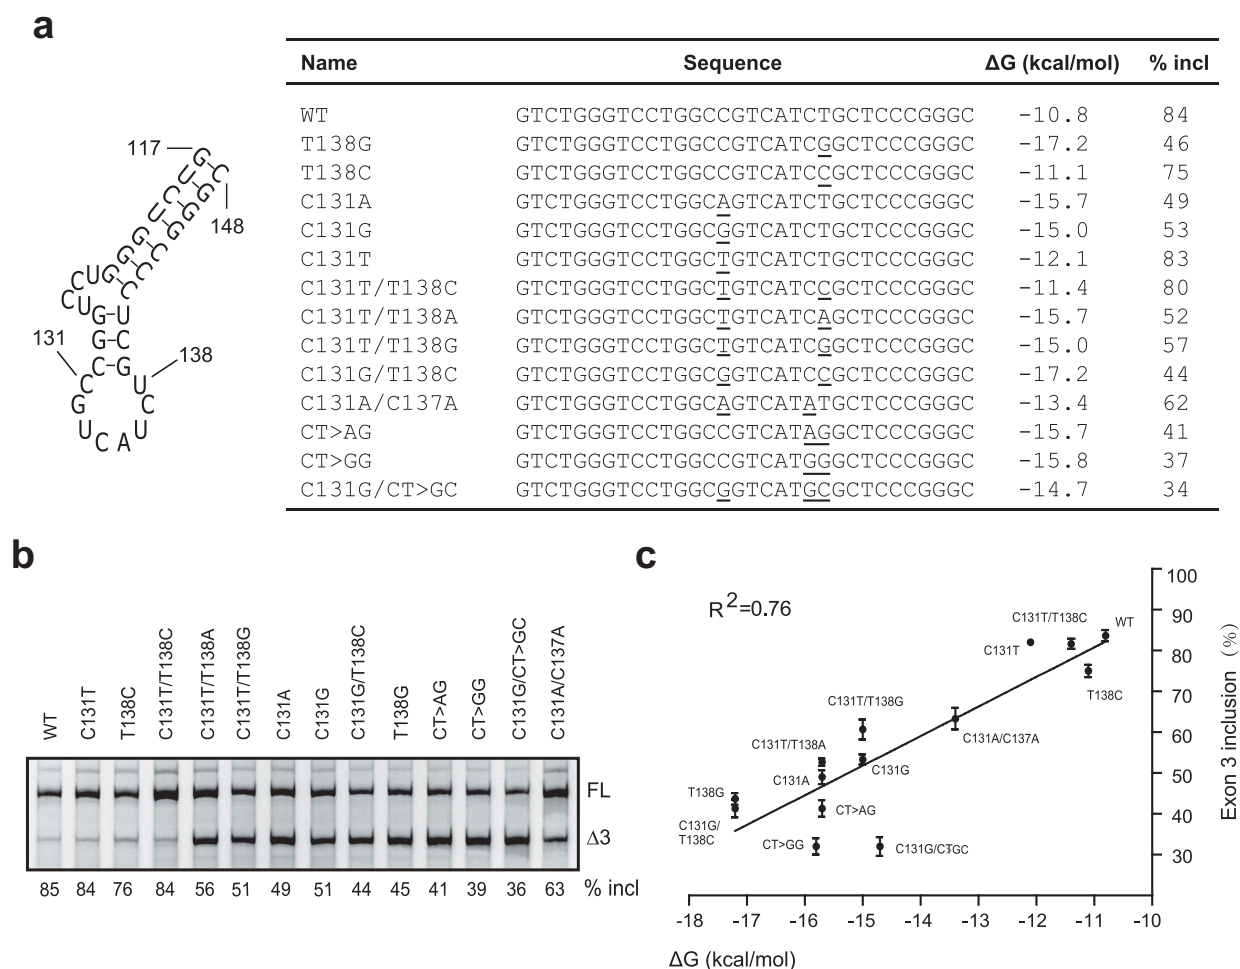 a
Name Sequence ΔG (kcal/mol) % incl
WT GTCTGGGTCCTGGCCGTCATCTGCTCCCGGGC -10.8 84
T138G GTCTGGGTCCTGGCCGTCATCGGCTCCCGGGC -17.2 46
T138C GTCTGGGTCCTGGCCGTCATCCGCTCCCGGGC -11.1 75
C131A GTCTGGGTCCTGGCAGTCATCTGCTCCCGGGC -15.7 49
C131G GTCTGGGTCCTGGCGGTCATCTGCTCCCGGGC -15.0 53
C131T GTCTGGGTCCTGGCTGTCATCTGCTCCCGGGC -12.1 83
C131T/T138C GTCTGGGTCCTGGCTGTCATCCGCTCCCGGGC -11.4 80
C131T/T138A GTCTGGGTCCTGGCTGTCATCAGCTCCCGGGC -15.7 52
C131T/T138G GTCTGGGTCCTGGCTGTCATCGGCTCCCGGGC -15.0 57
C131G/T138C GTCTGGGTCCTGGCGGTCATCCGCTCCCGGGC -17.2 44
C131A/C137A GTCTGGGTCCTGGCAGTCATATGCTCCCGGGC -13.4 62
CT>AG GTCTGGGTCCTGGCCGTCATAGGCTCCCGGGC -15.7 41
CT>GG GTCTGGGTCCTGGCCGTCATGGGCTCCCGGGC -15.8 37
C131G/CT>GC GTCTGGGTCCTGGCGGTCATGCGCTCCCGGGC -14.7 34
117
148
131
138
G C
U G
C G
U G
G C
G C
G C
U G C
C
C
U G U
G C
C G
C U
G C
U C A U
b
WT
C131T
T138C
C131T/T138C
C131T/T138A
C131T/T138G
C131A
C131G
C131G/T138C
T138G
CT>AG
CT>GG
C131G/CT>GC
C131A/C137A
FL
Δ3
85 84 76 84 56 51 49 51 44 45 41 39 36 63 % incl
c
R2=0.76
100
90
80
70
60
50
40
30
Exon 3 inclusion (%)
C131T/T138C
WT
C131T
T138C
C131T/T138G
C131A/C137A
C131T/T138A
C131G
C131A
T138G
CT>AG
C131G/
T138C
CT>GG
C131G/CTGC
-18 -17 -16 -15 -14 -13 -12 -11 -10
ΔG (kcal/mol)